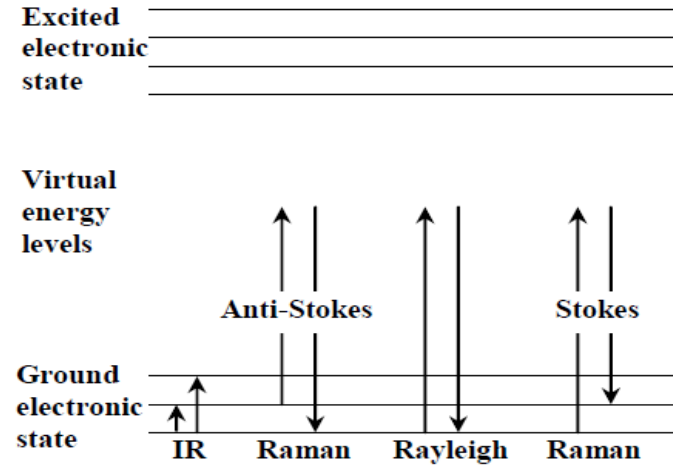 Excited
electronic
state
Virtual
energy
levels
Anti-Stokes
Stokes
Ground
electronic
state
IR
Raman
Rayleigh
Raman